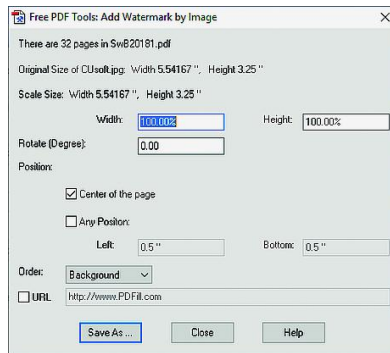 Free PDF Tools: Add Watermark by Image
There are 32 pages in SwB20181.pdf
Original Size of CUsoft.jpg: Width 5.54167 ", Height 3.25 "
Scale Size: Width 5.54167 ", Height 3.25 "
Width: 100.00% Height: 100.00%
Rotate (Degree): 0.00
Position:
Center of the page
Any Positon:
Left: 0.5 " Bottom: 0.5 "
Order: Background
URL http://www.PDFill.com
Save As ... Close Help